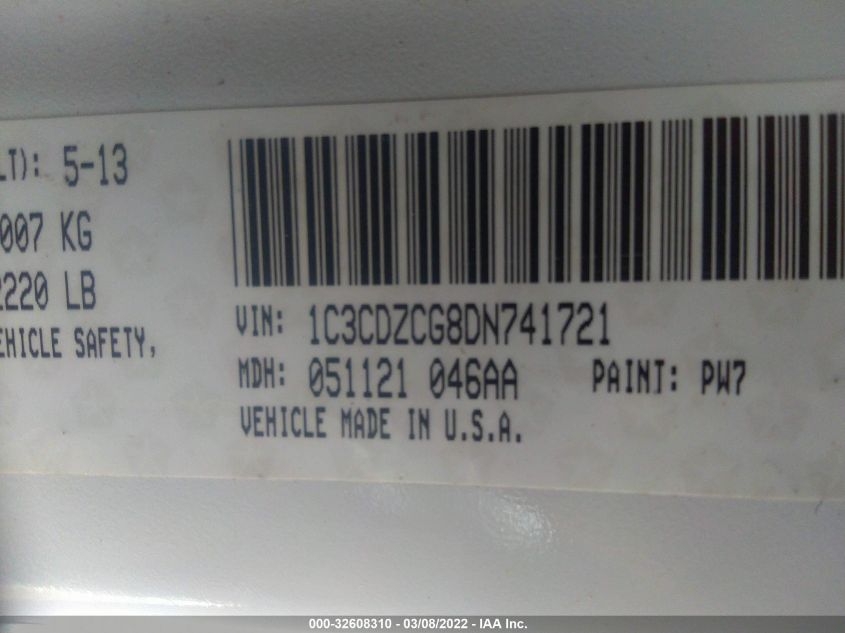 LT): 5-13
007 KG
2220 LB
EHICLE SAFETY,
VIN: 1C3CDZCG8DN741721
MDH: 051121 046AA PAINT: PW7
VEHICLE MADE IN U.S.A.
000-32608310 - 03/08/2022 - IAA Inc.